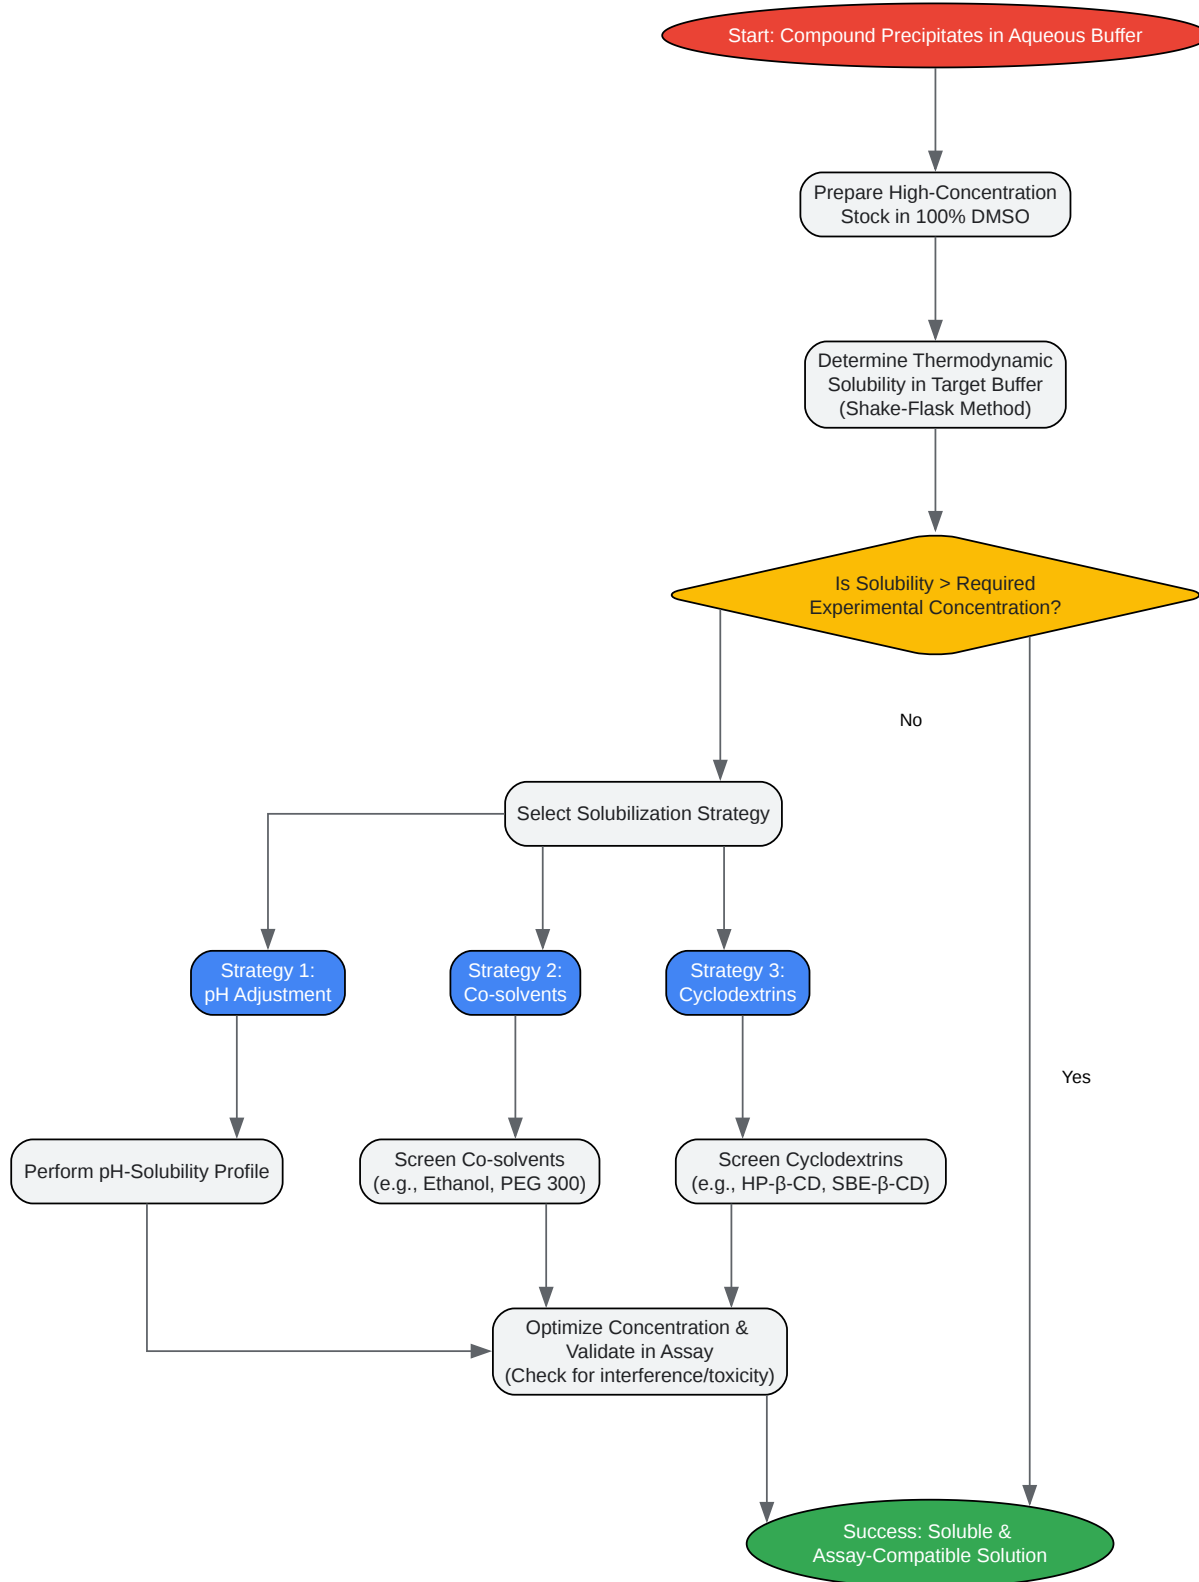 Start: Compound Precipitates in Aqueous Buffer
Prepare High-Concentration
Stock in 100% DMSO
Determine Thermodynamic
Solubility in Target Buffer
(Shake-Flask Method)
Is Solubility > Required
Experimental Concentration?
No
Select Solubilization Strategy
Strategy 1:
pH Adjustment
Strategy 2:
Co-solvents
Strategy 3:
Cyclodextrins
Yes
Perform pH-Solubility Profile
Screen Co-solvents
(e.g., Ethanol, PEG 300)
Screen Cyclodextrins
(e.g., HP-β-CD, SBE-β-CD)
Optimize Concentration &
Validate in Assay
(Check for interference/toxicity)
Success: Soluble &
Assay-Compatible Solution